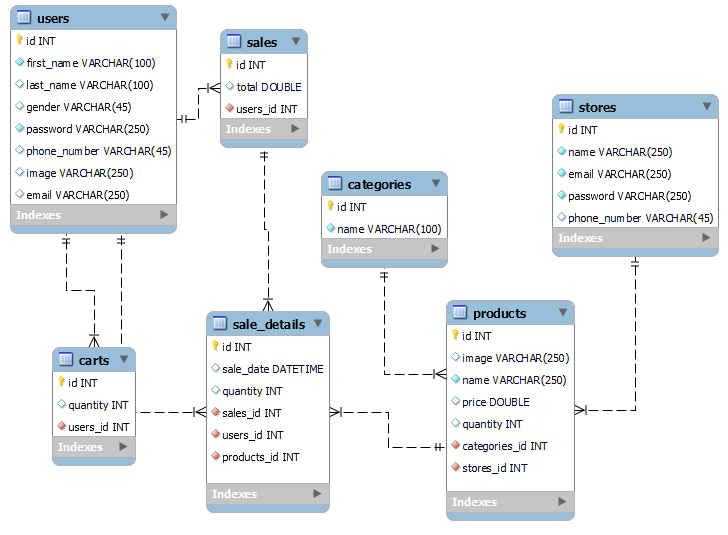 users
id INT
first_name VARCHAR(100)
last_name VARCHAR(100)
gender VARCHAR(45)
password VARCHAR(250)
phone_number VARCHAR(45)
image VARCHAR(250)
email VARCHAR(250)
Indexes
sales
id INT
total DOUBLE
users_id INT
Indexes
categories
id INT
name VARCHAR(100)
Indexes
stores
id INT
name VARCHAR(250)
email VARCHAR(250)
password VARCHAR(250)
phone_number VARCHAR(45)
Indexes
carts
id INT
quantity INT
users_id INT
Indexes
sale_details
id INT
sale_date DATETIME
quantity INT
sales_id INT
users_id INT
products_id INT
Indexes
products
id INT
image VARCHAR(250)
name VARCHAR(250)
price DOUBLE
quantity INT
categories_id INT
stores_id INT
Indexes